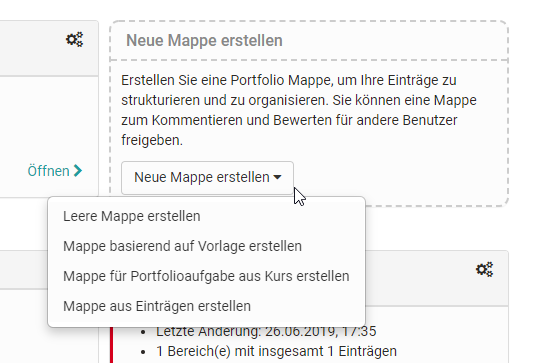 Neue Mappe erstellen
Erstellen Sie eine Portfolio Mappe, um Ihre Einträge zu
strukturieren und zu organisieren. Sie können eine Mappe
zum Kommentieren und Bewerten für andere Benutzer
freigeben.
Öffnen
Neue Mappe erstellen
Leere Mappe erstellen
Mappe basierend auf Vorlage erstellen
Mappe für Portfolioaufgabe aus Kurs erstellen
Mappe aus Einträgen erstellen
Letzte Änderung: 26.06.2019, 17:35
1 Bereich(e) mit insgesamt 1 Einträgen